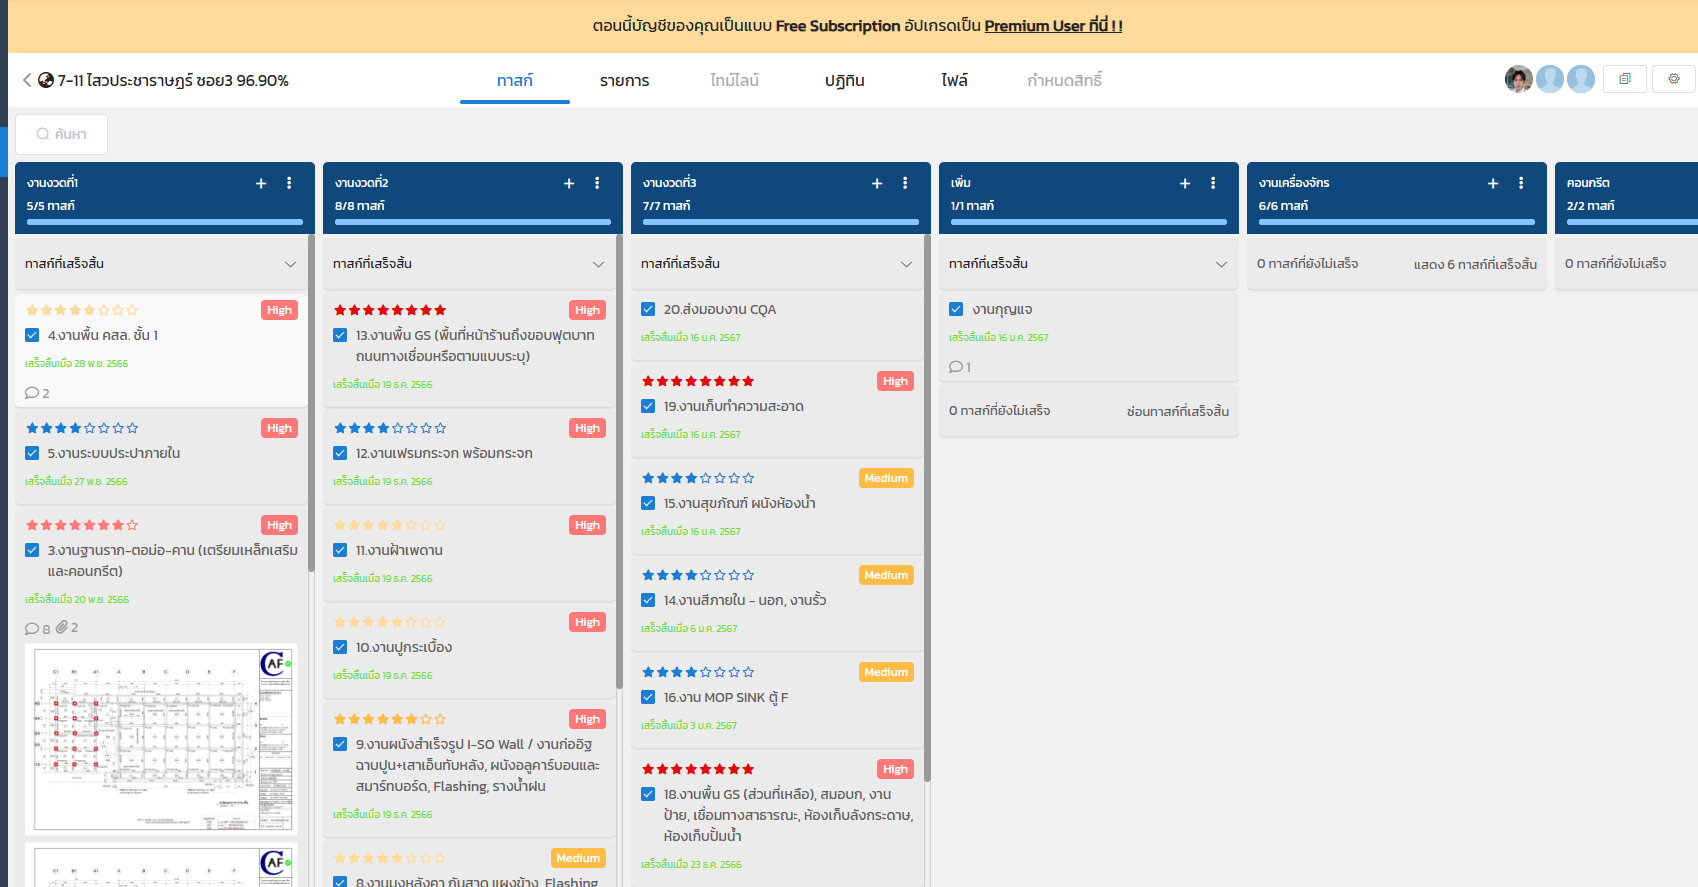 ตอนนี้บัญชีของคุณเป็นแบบ Free Subscription อัปเกรดเป็น Premium User ที่นี่ ! !
7-11 ไสวประชาราษฎร์ ซอย3 96.90%
ทาสก์
รายการ
ไทม์ไลน์
ปฏิทิน
ไฟล์
กำหนดสิทธิ์
ค้นหา
งานงวดที่1
5/5 ทาสก์
ทาสก์ที่เสร็จสิ้น
High
4.งานพื้น คสล. ชั้น 1
เสร็จสิ้นเมื่อ 28 พ.ย. 2566
2
High
5.งานระบบประปาภายใน
เสร็จสิ้นเมื่อ 27 พ.ย. 2566
High
3.งานฐานราก-ตอม่อ-คาน (เตรียมเหล็กเสริม
และคอนกรีต)
เสร็จสิ้นเมื่อ 20 พ.ย. 2566
8 2
CAF
CAF
งานงวดที่2
8/8 ทาสก์
ทาสก์ที่เสร็จสิ้น
High
13.งานพื้น GS (พื้นที่หน้าร้านถึงขอบฟุตบาท
ถนนทางเชื่อมหรือตามแบบระบุ)
เสร็จสิ้นเมื่อ 19 ธ.ค. 2566
High
12.งานเฟรมกระจก พร้อมกระจก
เสร็จสิ้นเมื่อ 19 ธ.ค. 2566
High
11.งานฝ้าเพดาน
เสร็จสิ้นเมื่อ 19 ธ.ค. 2566
High
10.งานปูกระเบื้อง
เสร็จสิ้นเมื่อ 19 ธ.ค. 2566
High
9.งานผนังสำเร็จรูป I-SO Wall / งานก่ออิฐ
ฉาบปูน+เสาเอ็นทับหลัง, ผนังอลูคาร์บอนและ
สมาร์ทบอร์ด, Flashing, รางน้ำฝน
เสร็จสิ้นเมื่อ 19 ธ.ค. 2566
Medium
8.งานมุงหลังคา กันสาด แผงข้าง, Flashing
งานงวดที่3
7/7 ทาสก์
ทาสก์ที่เสร็จสิ้น
20.ส่งมอบงาน CQA
เสร็จสิ้นเมื่อ 16 ม.ค. 2567
High
19.งานเก็บทำความสะอาด
เสร็จสิ้นเมื่อ 16 ม.ค. 2567
Medium
15.งานสุขภัณฑ์ ผนังห้องน้ำ
เสร็จสิ้นเมื่อ 16 ม.ค. 2567
Medium
14.งานสีภายใน - นอก, งานรั้ว
เสร็จสิ้นเมื่อ 6 ม.ค. 2567
Medium
16.งาน MOP SINK ตู้ F
เสร็จสิ้นเมื่อ 3 ม.ค. 2567
High
18.งานพื้น GS (ส่วนที่เหลือ), สมอบก, งาน
ป้าย, เชื่อมทางสาธารณะ, ห้องเก็บลังกระดาษ,
ห้องเก็บปั้มน้ำ
เสร็จสิ้นเมื่อ 23 ธ.ค. 2566
เพิ่ม
1/1 ทาสก์
ทาสก์ที่เสร็จสิ้น
งานกุญแจ
เสร็จสิ้นเมื่อ 16 ม.ค. 2567
1
0 ทาสก์ที่ยังไม่เสร็จ
ซ่อนทาสก์ที่เสร็จสิ้น
งานเครื่องจักร
6/6 ทาสก์
0 ทาสก์ที่ยังไม่เสร็จ
แสดง 6 ทาสก์ที่เสร็จสิ้น
คอนกรีต
2/2 ทาสก์
0 ทาสก์ที่ยังไม่เสร็จ